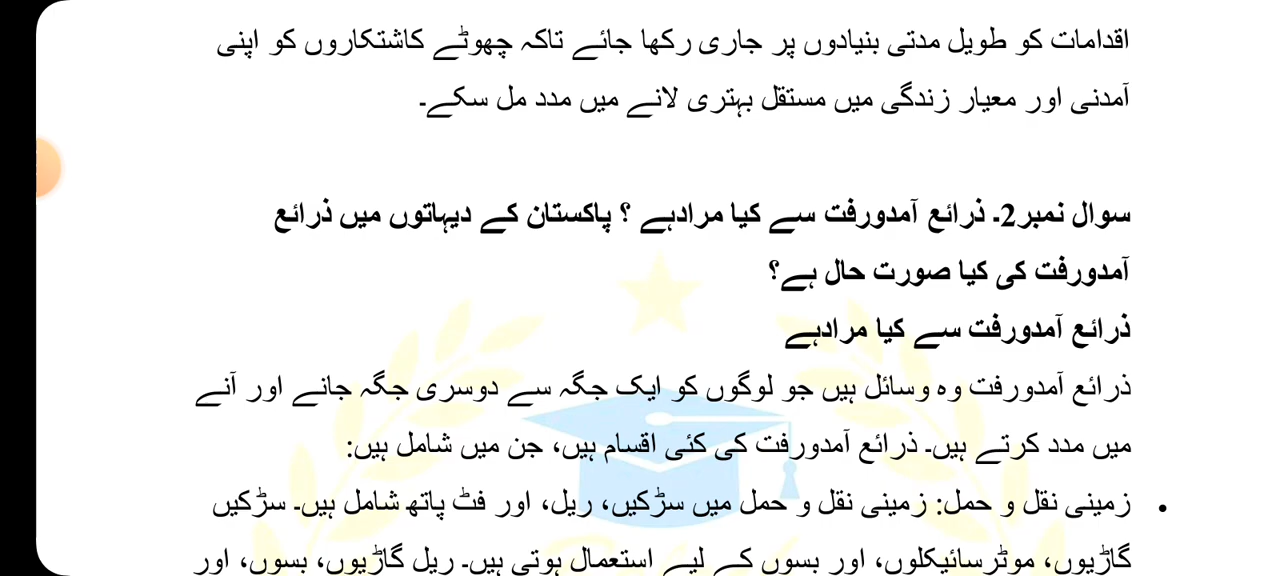 اقدامات کو طویل مدتی بنیادوں پر جاری رکھا جائے تاکہ چھوٹے کاشتکاروں کو اپنی
آمدنی اور معیار زندگی میں مستقل بہتری لانے میں مدد مل سکے۔
سوال نمبر2۔ ذرائع آمدورفت سے کیا مرادہے ؟ پاکستان کے دیہاتوں میں ذرائع
آمدورفت کی کیا صورت حال ہے؟
ذرائع آمدورفت سے کیا مرادہے
ذرائع آمدورفت وہ وسائل ہیں جو لوگوں کو ایک جگہ سے دوسری جگہ جانے اور آنے
میں مدد کرتے ہیں۔ ذرائع آمدورفت کی کئی اقسام ہیں، جن میں شامل ہیں:
• زمینی نقل و حمل: زمینی نقل و حمل میں سڑکیں، ریل، اور فٹ پاتھ شامل ہیں۔ سڑکیں
گاڑیوں، موٹرسائیکلوں، اور بسوں کے لیے استعمال ہوتی ہیں۔ ریل گاڑیوں، بسوں، اور